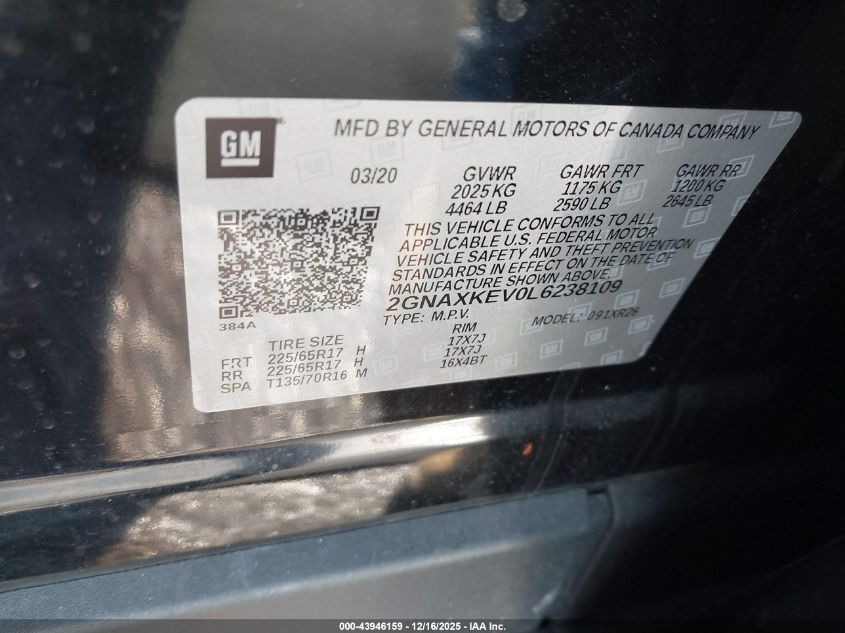 GM
MFD BY GENERAL MOTORS OF CANADA COMPANY
03/20 GVWR GAWR FRT GAWR RR
2025 KG 1175 KG 1200 KG
4464 LB 2590 LB 2645 LB
THIS VEHICLE CONFORMS TO ALL
APPLICABLE U.S. FEDERAL MOTOR
VEHICLE SAFETY AND THEFT PREVENTION
STANDARDS IN EFFECT ON THE DATE OF
MANUFACTURE SHOWN ABOVE.
2GNAXKEV0L6238109
TYPE: M.P.V. MODEL: 091XR26
384A
TIRE SIZE RIM
FRT 225/65R17 H 17X7J
RR 225/65R17 H 17X7J
SPA T135/70R16 M 16X4BT
000-43946159 - 12/16/2025 - IAA Inc.